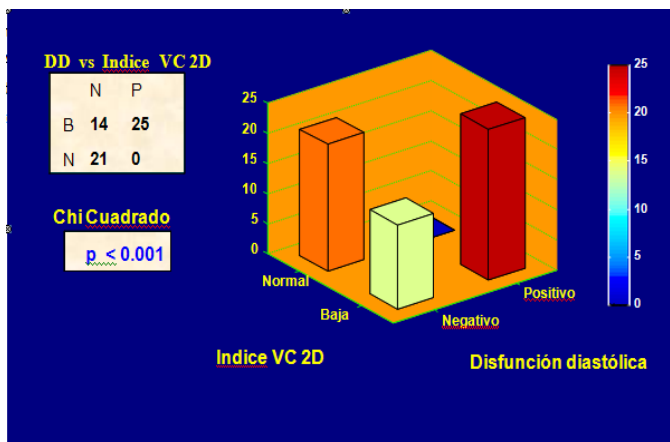 DD vs Indice VC 2D
N P
B 14 25
N 21 0
Chi Cuadrado
p < 0.001
25
20
15
10
5
0
Normal
Baja
Negativo
Positivo
Indice VC 2D
Disfunción diastólica
25
20
15
10
5
0